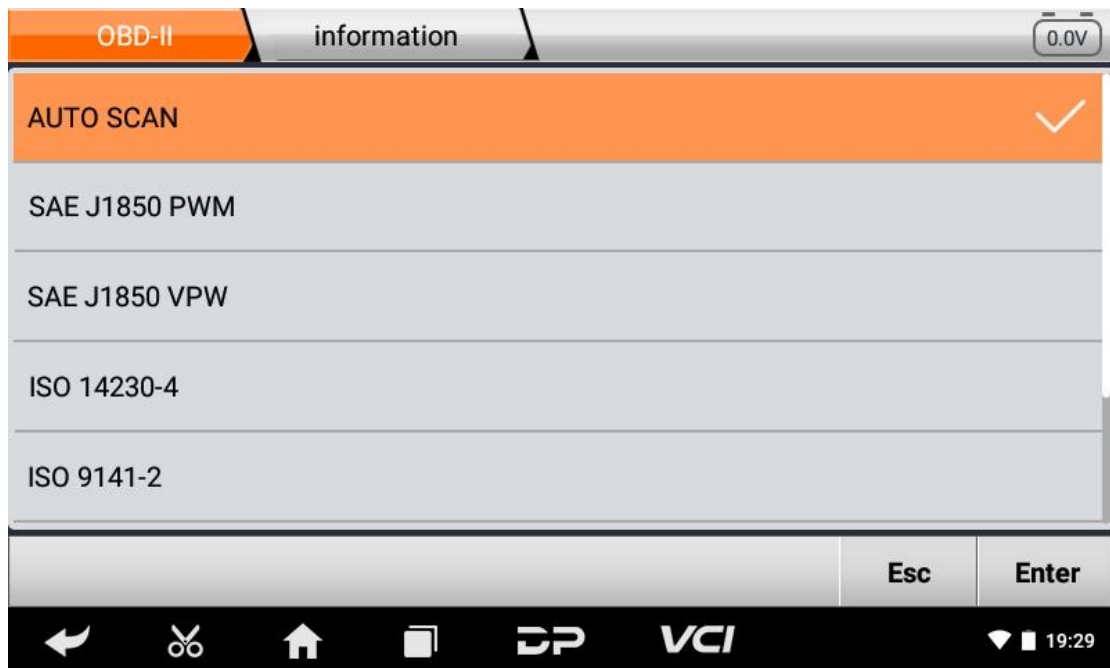 OBD-II information 0.0V
AUTO SCAN
SAE J1850 PWM
SAE J1850 VPW
ISO 14230-4
ISO 9141-2
Esc Enter
DP VCI 19:29